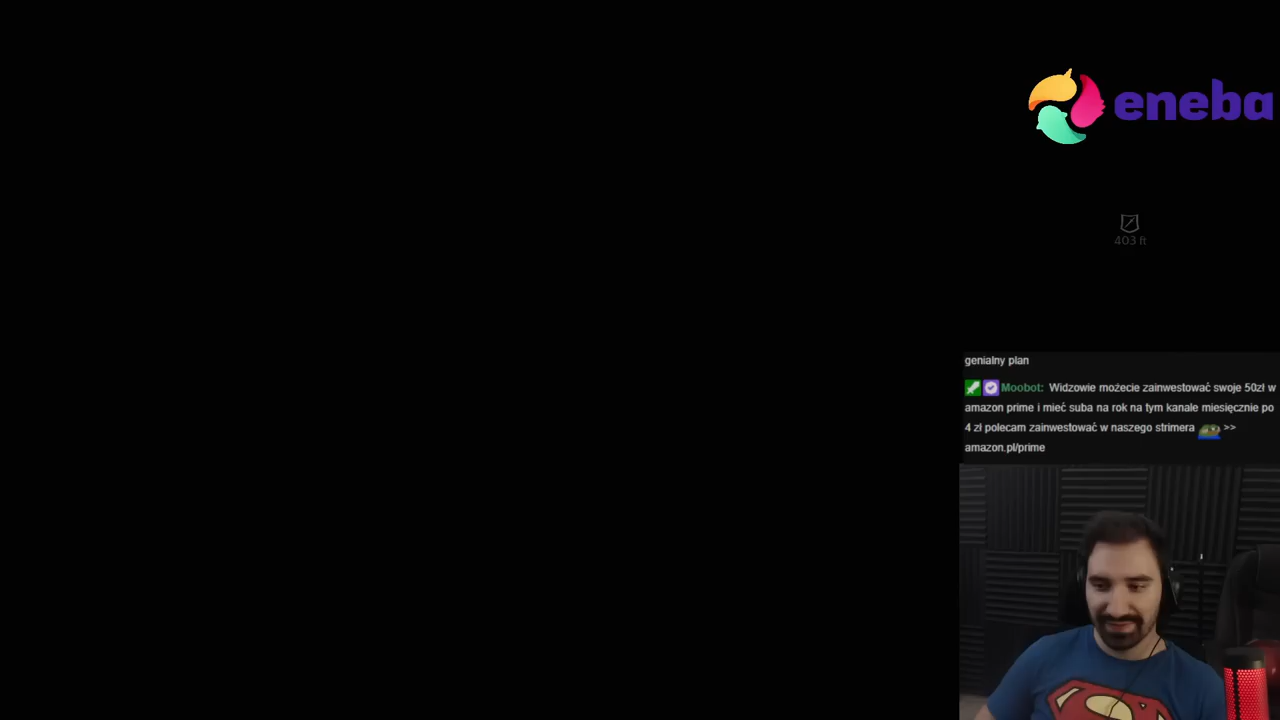 eneba
403 ft
genialny plan
Moobot: Widzowie możecie zainwestować swoje 50zł w
amazon prime i mieć suba na rok na tym kanale miesięcznie po
4 zł polecam zainwestować w naszego strimera >>
amazon.pl/prime